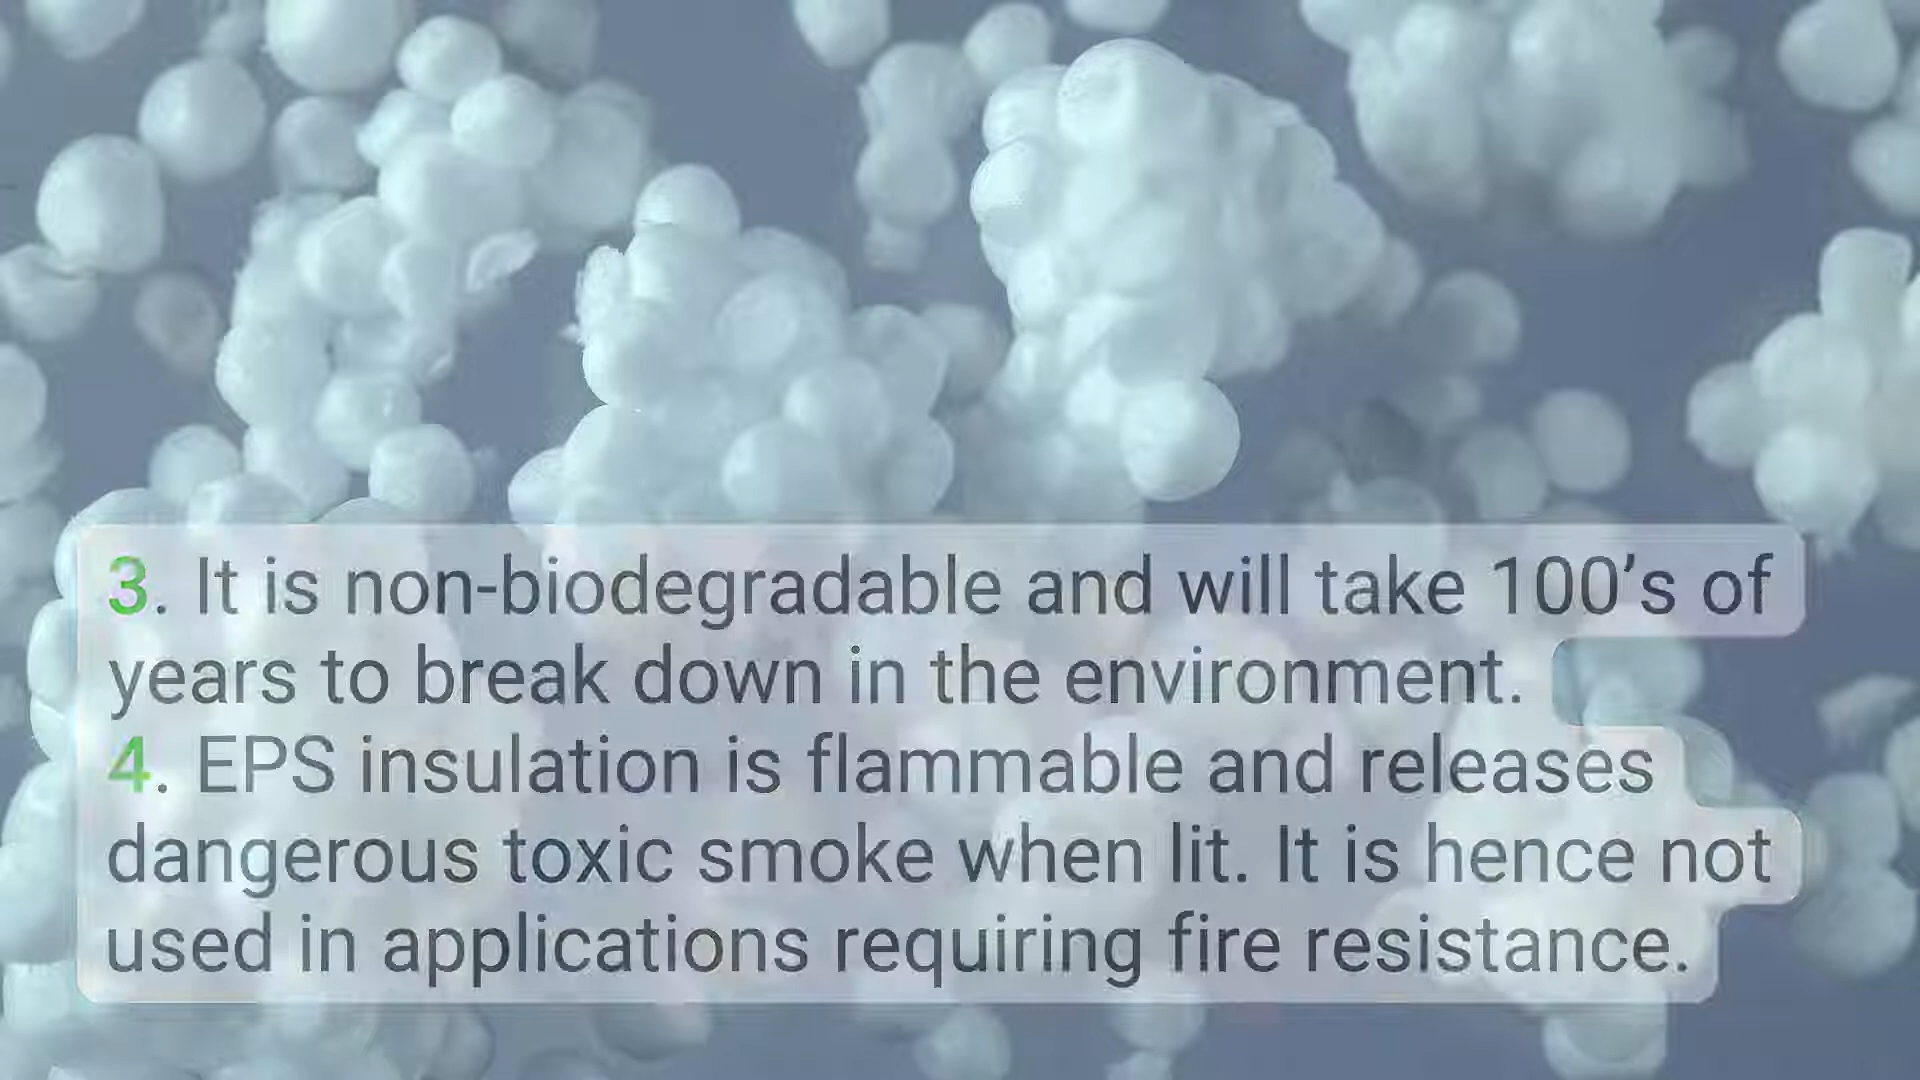 3. It is non-biodegradable and will take 100’s of
years to break down in the environment.
4. EPS insulation is flammable and releases
dangerous toxic smoke when lit. It is hence not
used in applications requiring fire resistance.